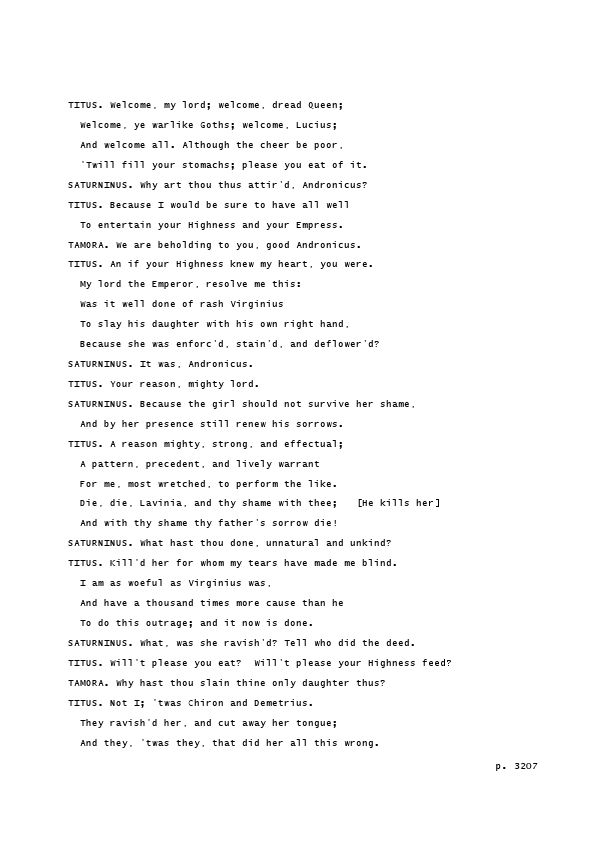 TITUS. Welcome, my lord; welcome, dread Queen;
Welcome, ye warlike Goths; welcome, Lucius;
And welcome all. Although the cheer be poor,
'Twill fill your stomachs; please you eat of it.
SATURNINUS. Why art thou thus attir'd, Andronicus?
TITUS. Because I would be sure to have all well
To entertain your Highness and your Empress.
TAMORA. We are beholding to you, good Andronicus.
TITUS. An if your Highness knew my heart, you were.
My lord the Emperor, resolve me this:
Was it well done of rash Virginius
To slay his daughter with his own right hand,
Because she was enforc'd, stain'd, and deflower'd?
SATURNINUS. It was, Andronicus.
TITUS. Your reason, mighty lord.
SATURNINUS. Because the girl should not survive her shame,
And by her presence still renew his sorrows.
TITUS. A reason mighty, strong, and effectual;
A pattern, precedent, and lively warrant
For me, most wretched, to perform the like.
Die, die, Lavinia, and thy shame with thee;   [He kills her]
And with thy shame thy father's sorrow die!
SATURNINUS. What hast thou done, unnatural and unkind?
TITUS. Kill'd her for whom my tears have made me blind.
I am as woeful as Virginius was,
And have a thousand times more cause than he
To do this outrage; and it now is done.
SATURNINUS. What, was she ravish'd? Tell who did the deed.
TITUS. Will't please you eat?  Will't please your Highness feed?
TAMORA. Why hast thou slain thine only daughter thus?
TITUS. Not I; 'twas Chiron and Demetrius.
They ravish'd her, and cut away her tongue;
And they, 'twas they, that did her all this wrong.
p. 3207